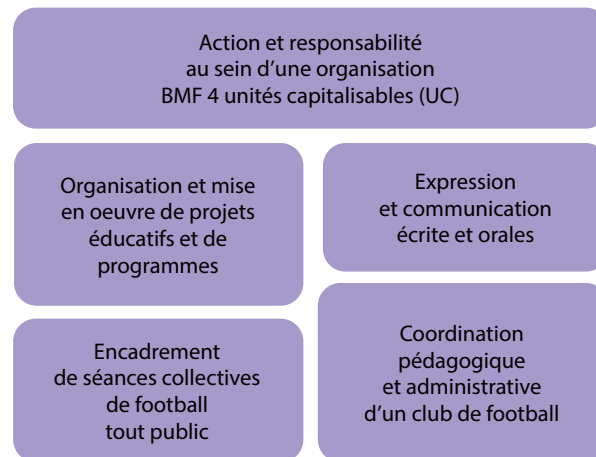 Action et responsabilité
au sein d'une organisation
BMF 4 unités capitalisables (UC)
Organisation et mise
en oeuvre de projets
éducatifs et de
programmes
Expression
et communication
écrite et orales
Encadrement
de séances collectives
de football
tout public
Coordination
pédagogique
et administrative
d'un club de football